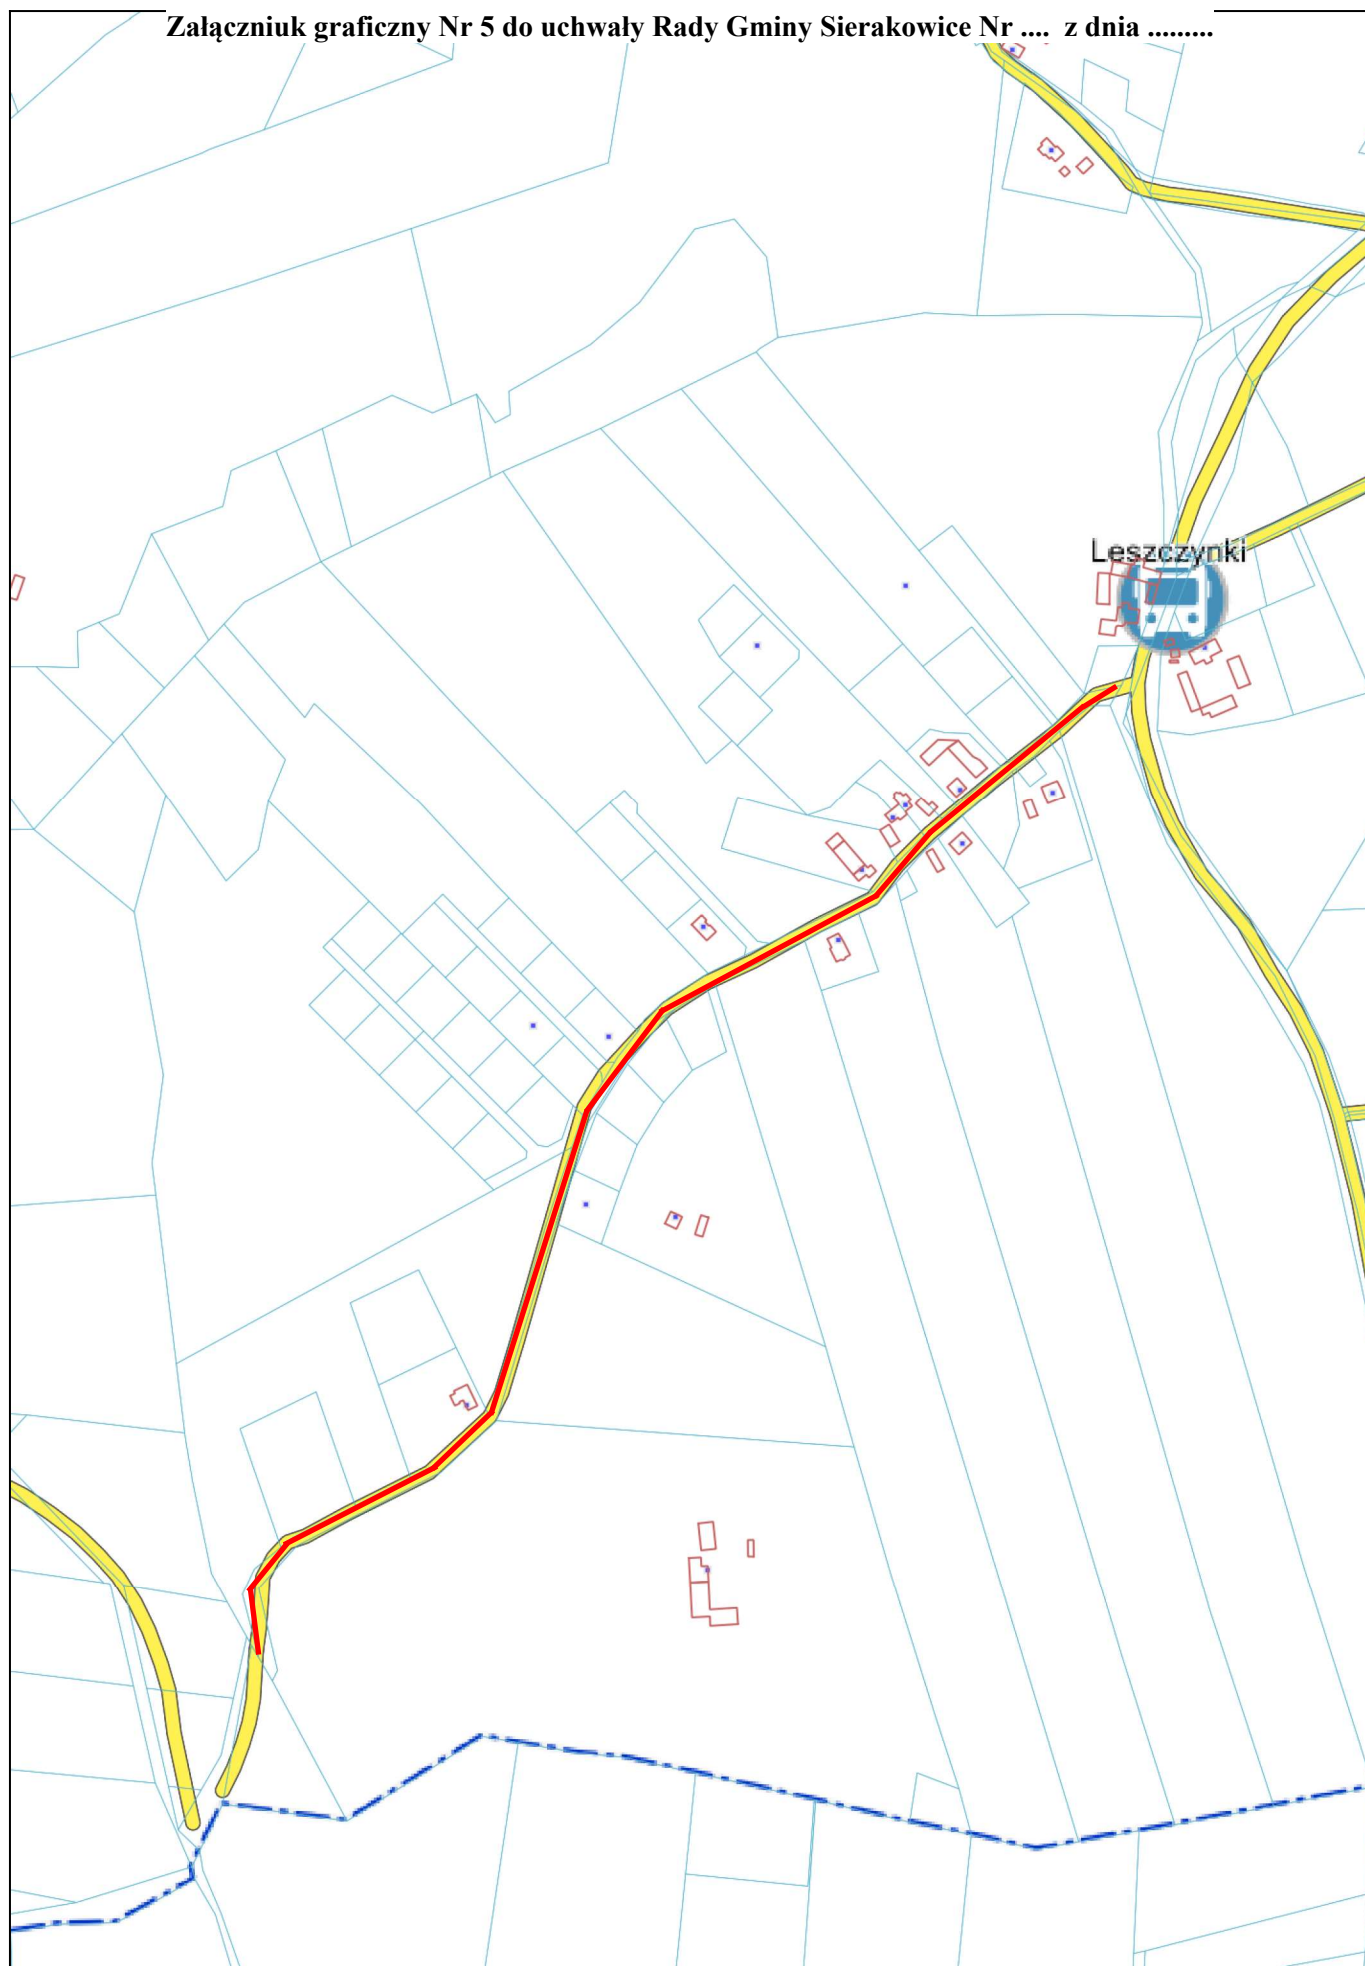 Załączniuk graficzny Nr 5 do uchwały Rady Gminy Sierakowice Nr .... z dnia .........
Leszczynki